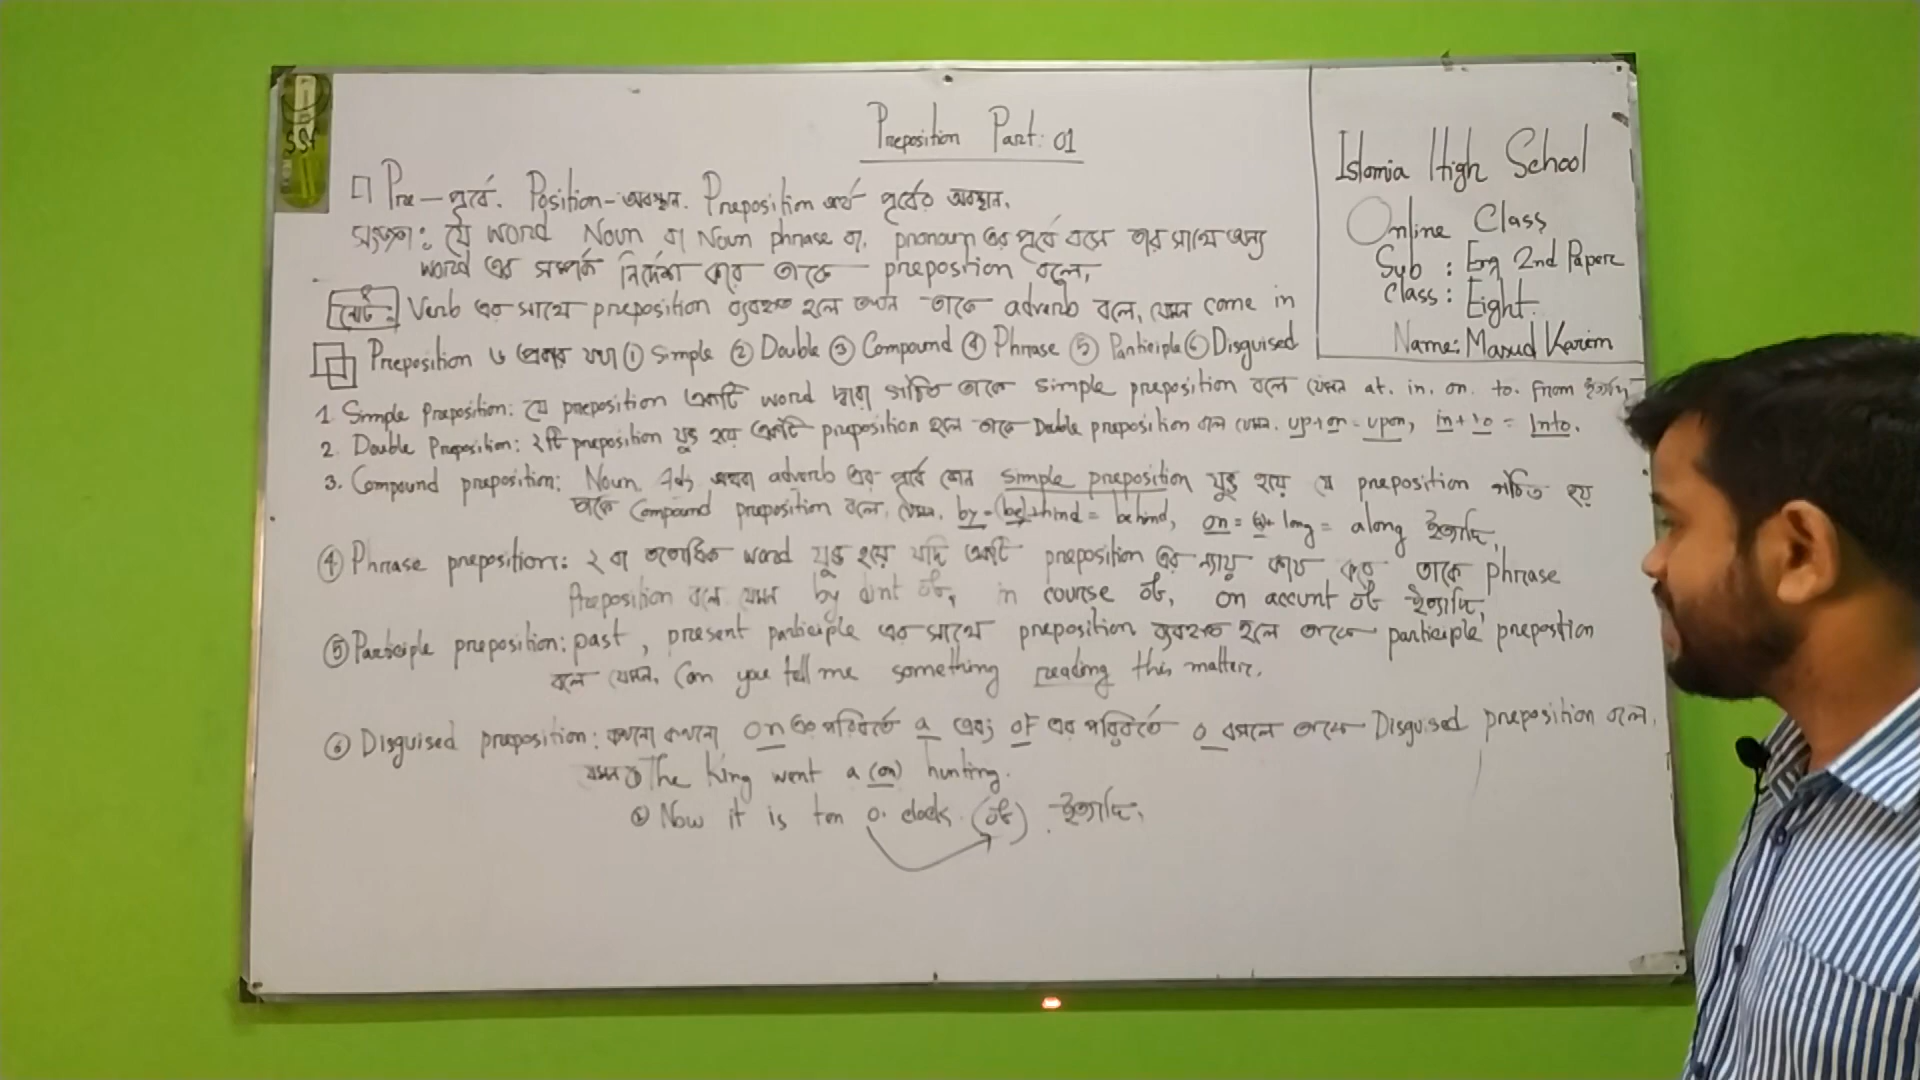 Preposition Part: 01
Pre – পূর্বে. Position – অবস্থান. Preposition অর্থ পূর্বের অবস্থান.
সংজ্ঞা: যে word Noun বা Noun phrase বা pronoun এর পূর্বে বসে তার সাথে অন্য
word এর সম্পর্ক নির্দেশ করে তাকে preposition বলে,
নোট: Verb এর সাথে preposition ব্যবহৃত হলে তখন তাকে adverb বলে, যেমন come in
Preposition ৬ প্রকার যথা ① Simple ② Double ③ Compound ④ Phrase ⑤ Participle ⑥ Disguised
1. Simple Preposition: যে preposition একটি word দ্বারা গঠিত তাকে simple preposition বলে যেমন at. in. on. to. From ইত্যাদি
2. Double Preposition: ২টি preposition যুক্ত হয়ে একটি preposition হলে তাকে Double preposition বলে যেমন. up+on = upon, in+to = Into.
3. Compound preposition: Noun, Adj অথবা adverb এর পূর্বে কোন simple preposition যুক্ত হয়ে যে preposition গঠিত হয়
তাকে Compound preposition বলে, যেমন. by = (be)+hind = behind, on = (a)+ long = along ইত্যাদি,
④ Phrase preposition: ২ বা ততোধিক word যুক্ত হয়ে যদি একটি preposition এর ন্যায় কাজ করে তাকে phrase
Preposition বলে যেমন by dint of, in course of, on accunt of ইত্যাদি,
⑤ Participle preposition: past, present participle এর সাথে preposition ব্যবহৃত হলে তাকে participle prepostion
বলে যেমন, Can you tell me something reading this matter.
⑥ Disguised preposition: কখনো কখনো on এর পরিবর্তে a এবং of এর পরিবর্তে o বসলে তাকে Disguised preposition বলে.
যেমন ① The King went a (on) hunting.
② Now it is ten o. clock. (of) ইত্যাদি,
Islamia High School
Online Class
Sub : Eng 2nd Paper
Class : Eight.
Name: Masud Karim